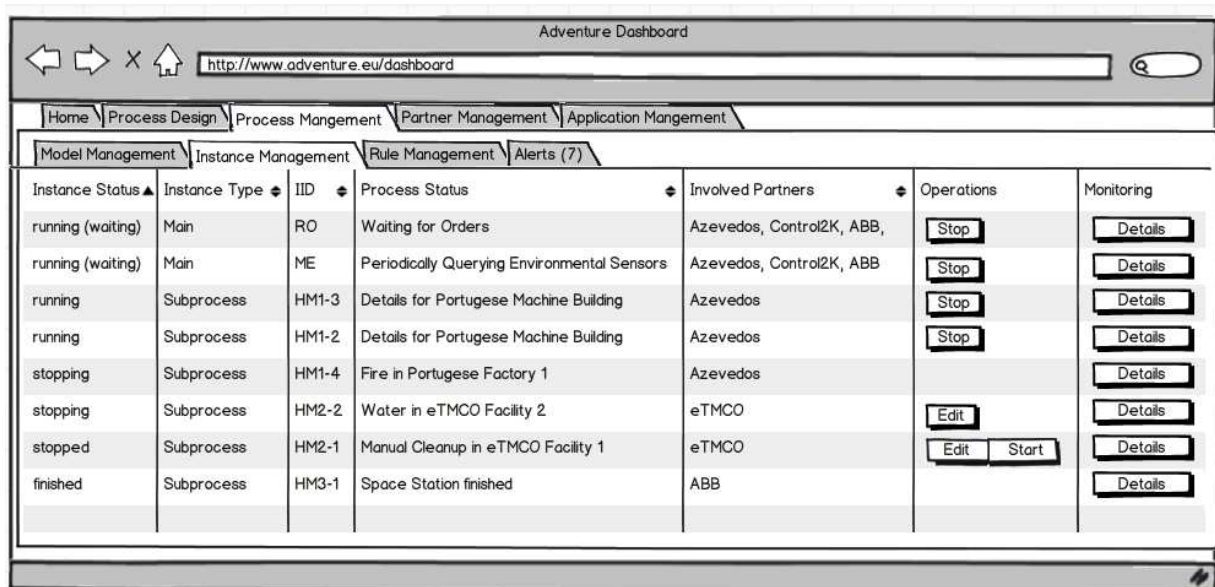 Adventure Dashboard
http://www.adventure.eu/dashboard
Home Process Design Process Mangement Partner Management Application Mangement
Model Management Instance Management Rule Management Alerts (7)
Instance Status Instance Type IID Process Status Involved Partners Operations Monitoring
running (waiting) Main RO Waiting for Orders Azevedos, Control2K, ABB, Stop Details
running (waiting) Main ME Periodically Querying Environmental Sensors Azevedos, Control2K, ABB Stop Details
running Subprocess HM1-3 Details for Portugese Machine Building Azevedos Stop Details
running Subprocess HM1-2 Details for Portugese Machine Building Azevedos Stop Details
stopping Subprocess HM1-4 Fire in Portugese Factory 1 Azevedos Details
stopping Subprocess HM2-2 Water in eTMCO Facility 2 eTMCO Edit Details
stopped Subprocess HM2-1 Manual Cleanup in eTMCO Facility 1 eTMCO Edit Start Details
finished Subprocess HM3-1 Space Station finished ABB Details